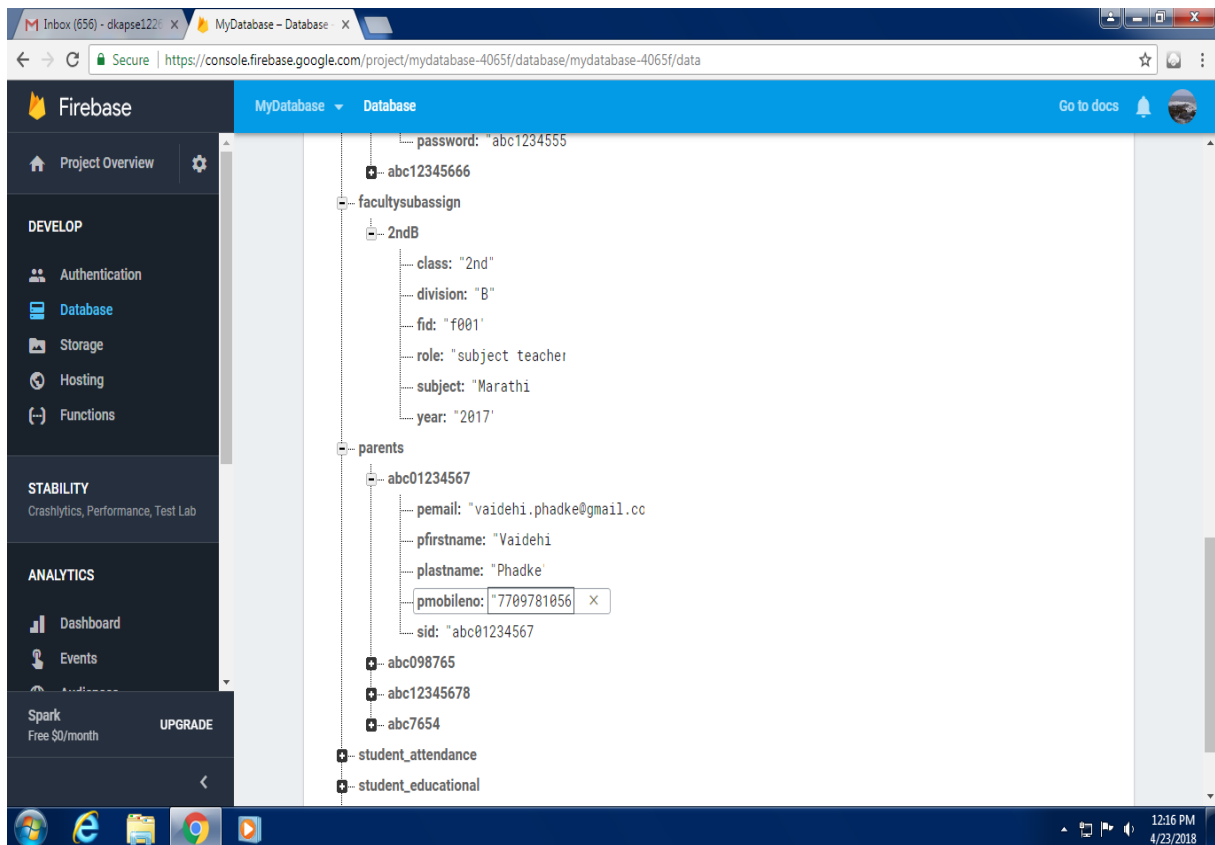 Inbox (656) - dkapse1226
MyDatabase – Database -
Secure | https://console.firebase.google.com/project/mydatabase-4065f/database/mydatabase-4065f/data
Firebase
MyDatabase Database Go to docs
Project Overview
DEVELOP
Authentication
Database
Storage
Hosting
Functions
STABILITY
Crashlytics, Performance, Test Lab
ANALYTICS
Dashboard
Events
Audiences
Spark
Free $0/month
UPGRADE
password: "abc1234555
abc12345666
facultysubassign
2ndB
class: "2nd"
division: "B"
fid: "f001"
role: "subject teacher
subject: "Marathi
year: "2017"
parents
abc01234567
pemail: "vaidehi.phadke@gmail.cc
pfirstname: "Vaidehi
plastname: "Phadke"
pmobileno: "7709781056 ×
sid: "abc01234567
abc098765
abc12345678
abc7654
student_attendance
student_educational
12:16 PM
4/23/2018